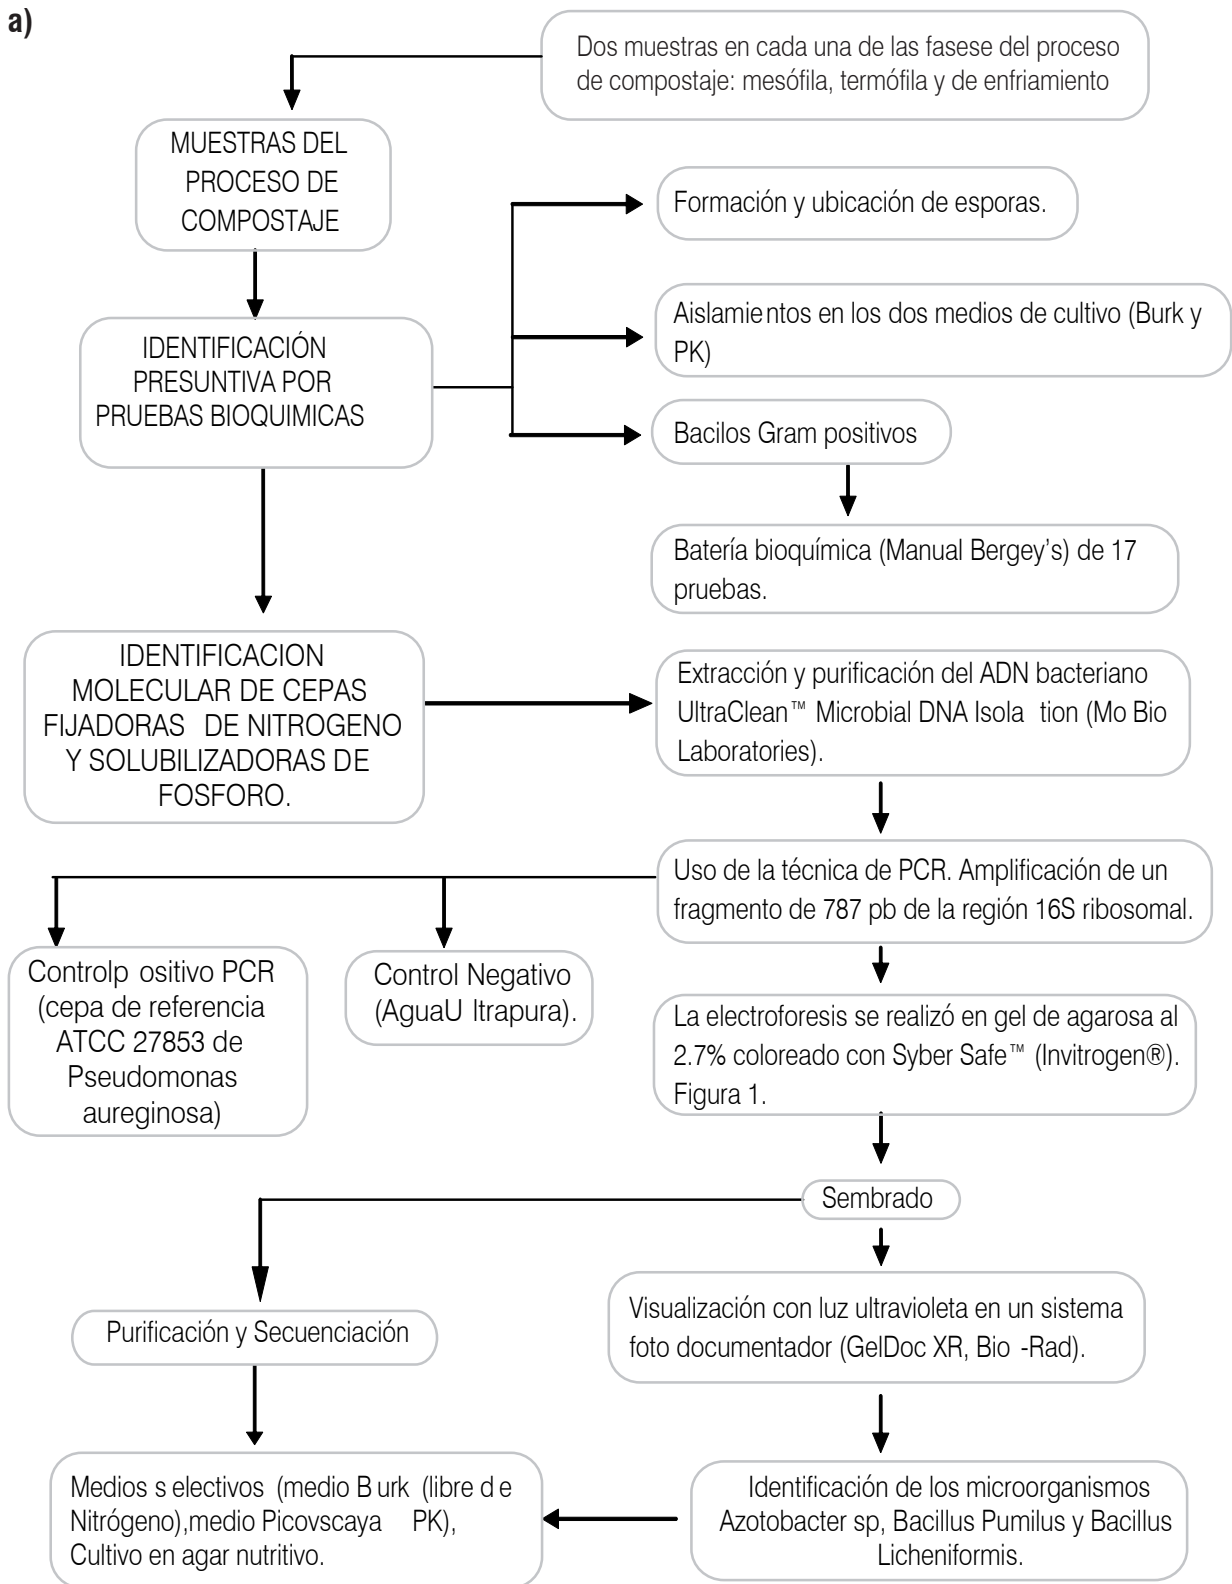 a)
Dos muestras en cada una de las fasese del proceso
de compostaje: mesófila, termófila y de enfriamiento
MUESTRAS DEL
PROCESO DE
COMPOSTAJE
Formación y ubicación de esporas.
Aislamientos en los dos medios de cultivo (Burk y
PK)
IDENTIFICACIÓN
PRESUNTIVA POR
PRUEBAS BIOQUIMICAS
Bacilos Gram positivos
Batería bioquímica (Manual Bergey's) de 17
pruebas.
IDENTIFICACION
MOLECULAR DE CEPAS
FIJADORAS DE NITROGENO
Y SOLUBILIZADORAS DE
FOSFORO.
Extracción y purificación del ADN bacteriano
UltraClean™ Microbial DNA Isola tion (Mo Bio
Laboratories).
Uso de la técnica de PCR. Amplificación de un
fragmento de 787 pb de la región 16S ribosomal.
Controlp ositivo PCR
(cepa de referencia
ATCC 27853 de
Pseudomonas
aureginosa)
Control Negativo
(AguaU ltrapura).
La electroforesis se realizó en gel de agarosa al
2.7% coloreado con Syber Safe™ (Invitrogen®).
Figura 1.
Sembrado
Purificación y Secuenciación
Visualización con luz ultravioleta en un sistema
foto documentador (GelDoc XR, Bio -Rad).
Medios s electivos (medio B urk (libre d e
Nitrógeno),medio Picovscaya PK),
Cultivo en agar nutritivo.
Identificación de los microorganismos
Azotobacter sp, Bacillus Pumilus y Bacillus
Licheniformis.